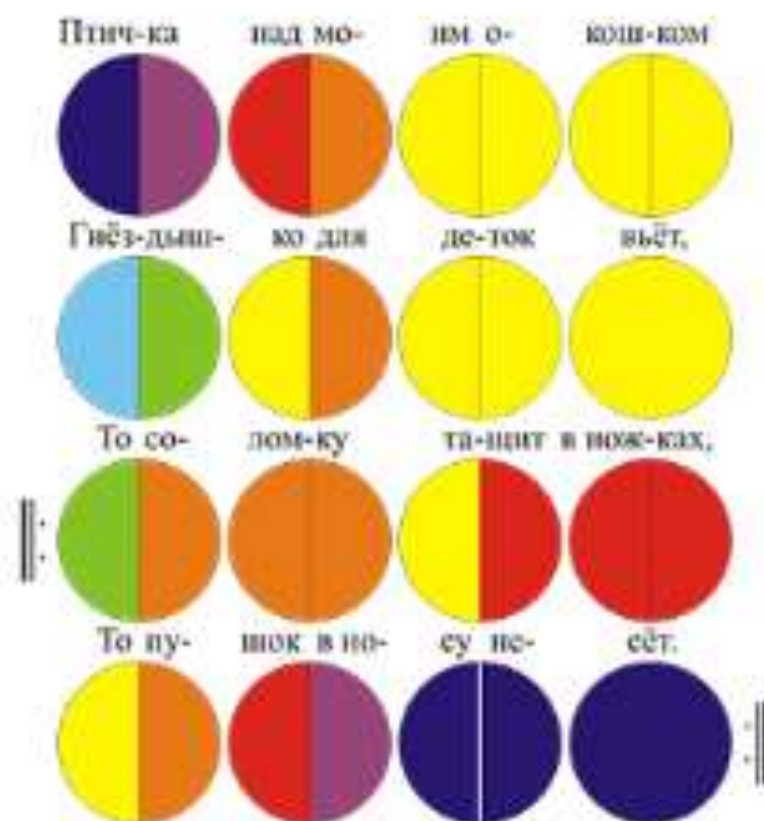 Птич-ка над мо- им о- кош-ком
Гнёз-дыш- ко для де-ток вьёт,
То со- лом-ку та-щит в нож-ках,
То пу- шок в но- су не- сёт.